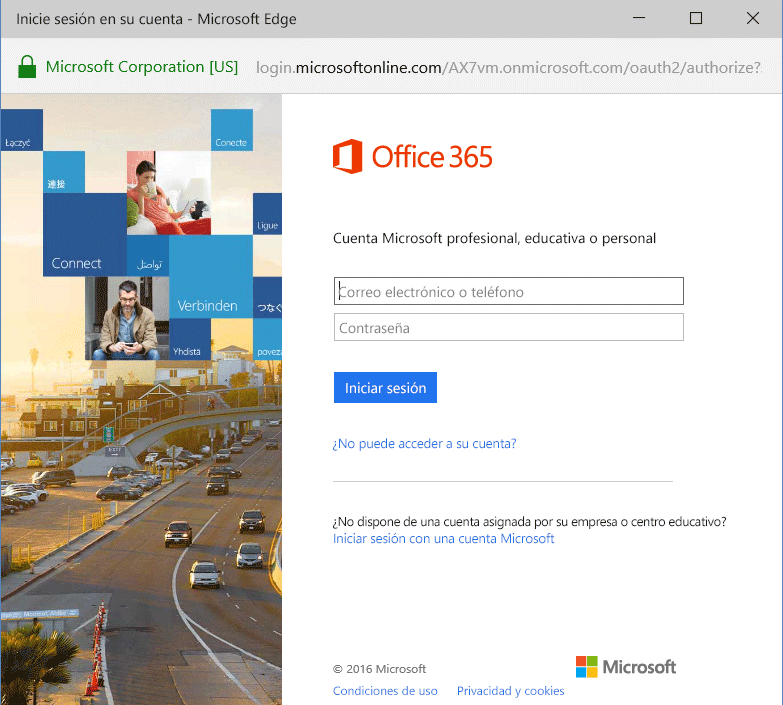 Inicie sesión en su cuenta - Microsoft Edge
Microsoft Corporation [US] login.microsoftonline.com/AX7vm.onmicrosoft.com/oauth2/authorize?
Łączyć
Conecte
連接
Ligue
Connect
تواصَل
Verbinden
つなぐ
Yhdistä
poveza
EXIT
Office 365
Cuenta Microsoft profesional, educativa o personal
Correo electrónico o teléfono
Contraseña
Iniciar sesión
¿No puede acceder a su cuenta?
¿No dispone de una cuenta asignada por su empresa o centro educativo?
Iniciar sesión con una cuenta Microsoft
© 2016 Microsoft
Microsoft
Condiciones de uso Privacidad y cookies